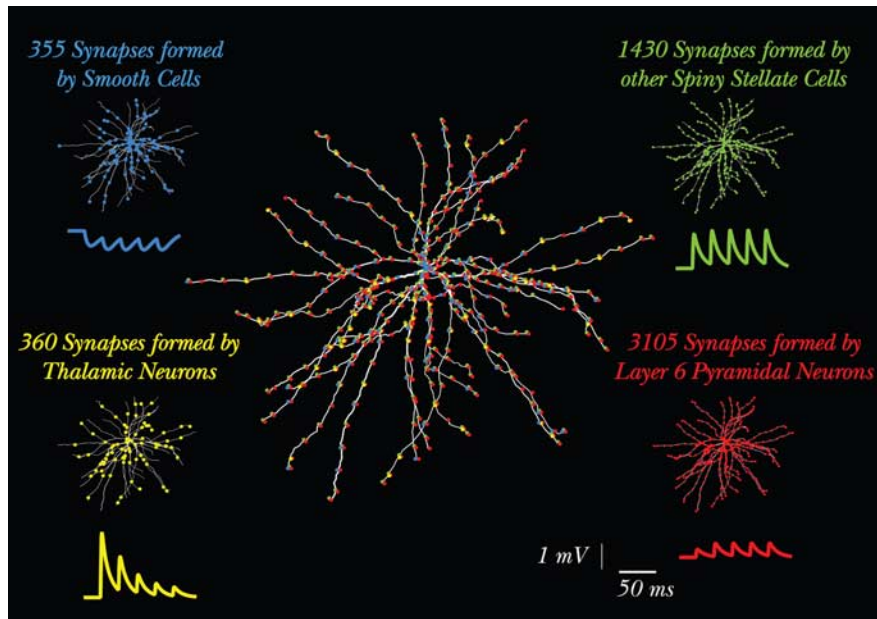 355 Synapses formed
by Smooth Cells
1430 Synapses formed by
other Spiny Stellate Cells
360 Synapses formed by
Thalamic Neurons
3105 Synapses formed by
Layer 6 Pyramidal Neurons
1 mV
50 ms